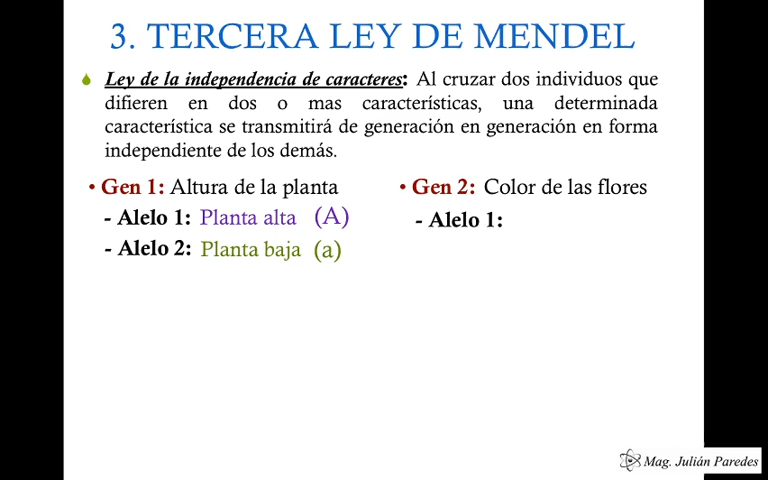 3. TERCERA LEY DE MENDEL
Ley de la independencia de caracteres: Al cruzar dos individuos que
difieren en dos o mas características, una determinada
característica se transmitirá de generación en generación en forma
independiente de los demás.
• Gen 1: Altura de la planta
- Alelo 1: Planta alta (A)
- Alelo 2: Planta baja (a)
• Gen 2: Color de las flores
- Alelo 1:
Mag. Julián Paredes